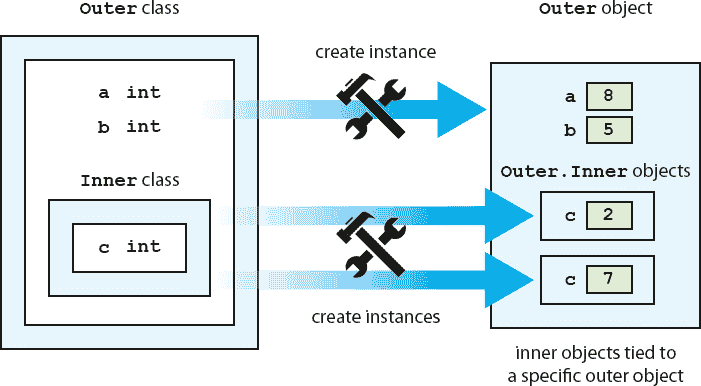 Outer class
a int
b int
Inner class
c int
create instance
create instances
Outer object
a 8
b 5
Outer.Inner objects
c 2
c 7
inner objects tied to
a specific outer object